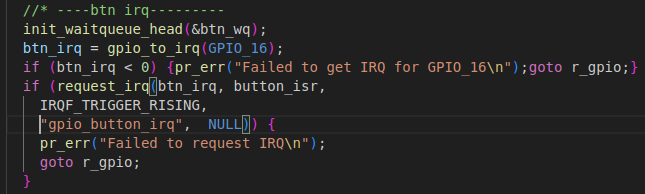 //* ----btn irq---------
init_waitqueue_head(&btn_wq);
btn_irq = gpio_to_irq(GPIO_16);
if (btn_irq < 0) {pr_err("Failed to get IRQ for GPIO_16\n");goto r_gpio;}
if (request_irq(btn_irq, button_isr,
IRQF_TRIGGER_RISING,
"gpio_button_irq",  NULL)) {
pr_err("Failed to request IRQ\n");
goto r_gpio;
}